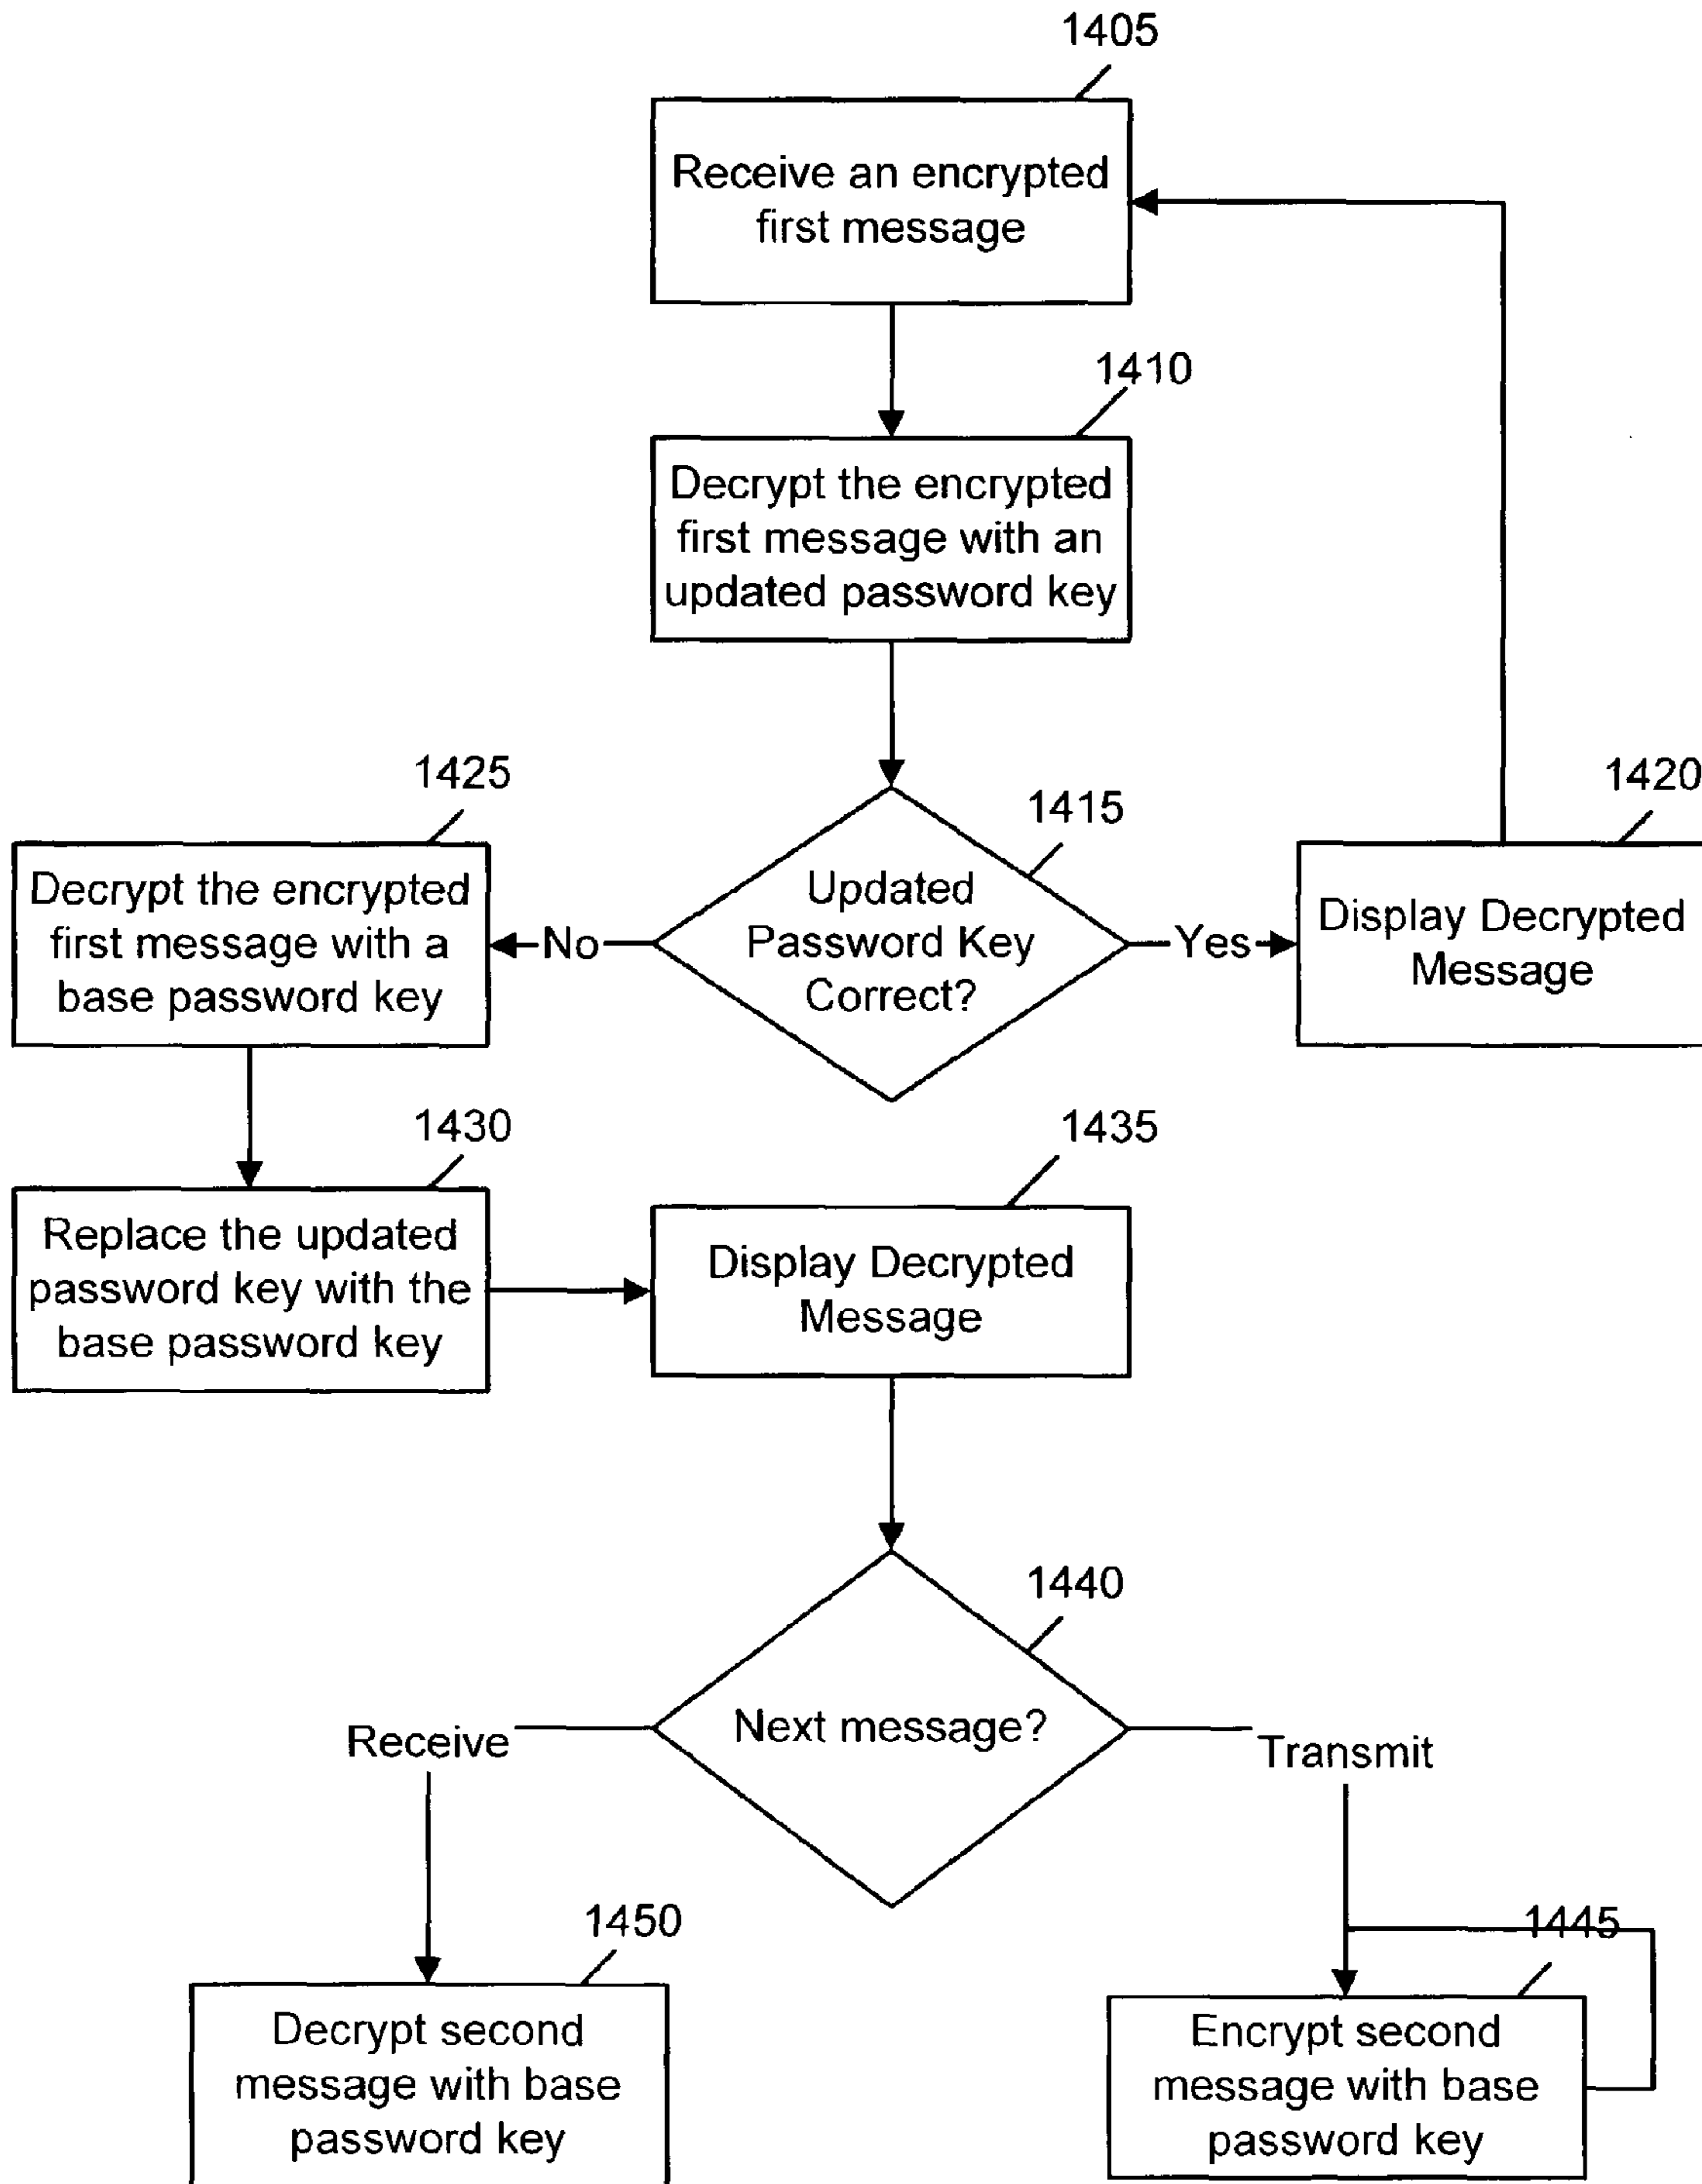 1405
Receive an encrypted
first message
1410
Decrypt the encrypted
first message with an
updated password key
1425
Decrypt the encrypted
first message with a
base password key
No
1415
Updated
Password Key
Correct?
Yes
1420
Display Decrypted
Message
1430
Replace the updated
password key with the
base password key
1435
Display Decrypted
Message
1440
Next message?
Receive
Transmit
1450
Decrypt second
message with base
password key
1445
Encrypt second
message with base
password key